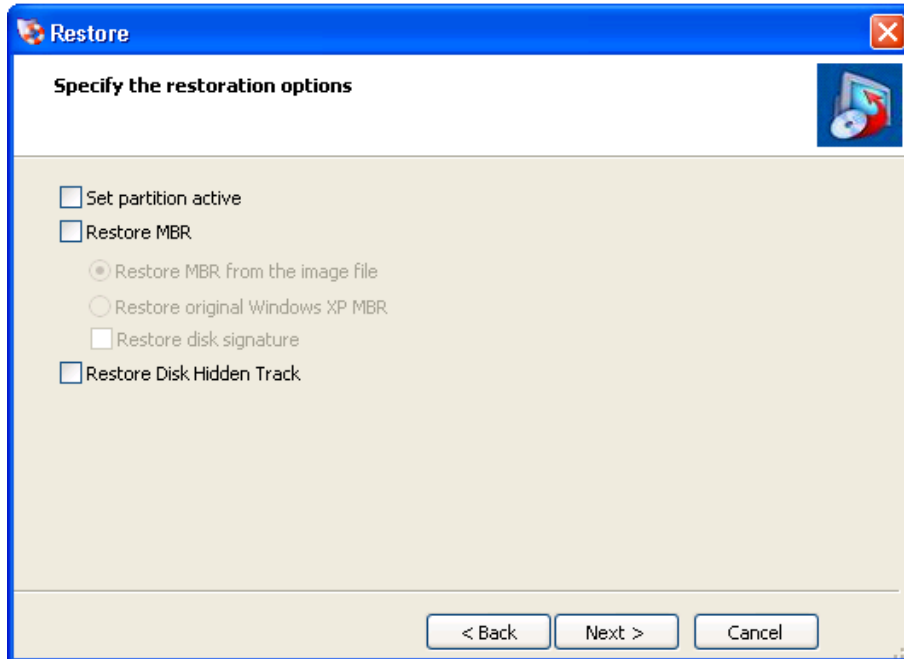 Restore
Specify the restoration options
Set partition active
Restore MBR
Restore MBR from the image file
Restore original Windows XP MBR
Restore disk signature
Restore Disk Hidden Track
< Back Next > Cancel